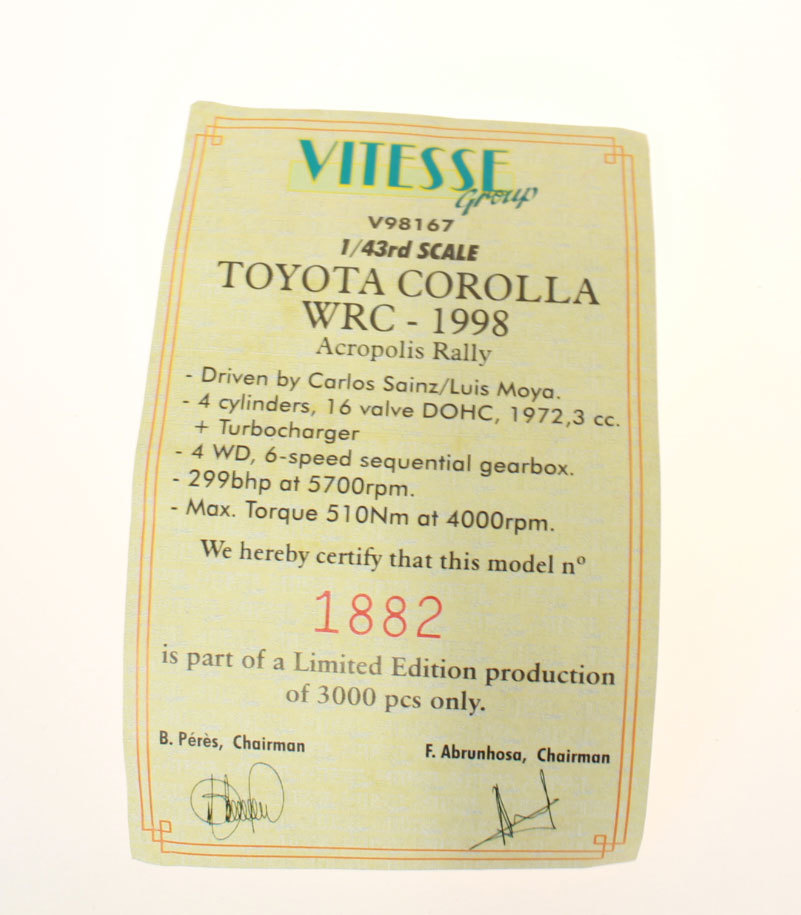 VITESSE
Group
V98167
1/43rd SCALE
TOYOTA COROLLA
WRC - 1998
Acropolis Rally
- Driven by Carlos Sainz/Luis Moya.
- 4 cylinders, 16 valve DOHC, 1972,3 cc.
+ Turbocharger
- 4 WD, 6-speed sequential gearbox.
- 299bhp at 5700rpm.
- Max. Torque 510Nm at 4000rpm.
We hereby certify that this model nº
1882
is part of a Limited Edition production
of 3000 pcs only.
B. Pérès, Chairman
F. Abrunhosa, Chairman